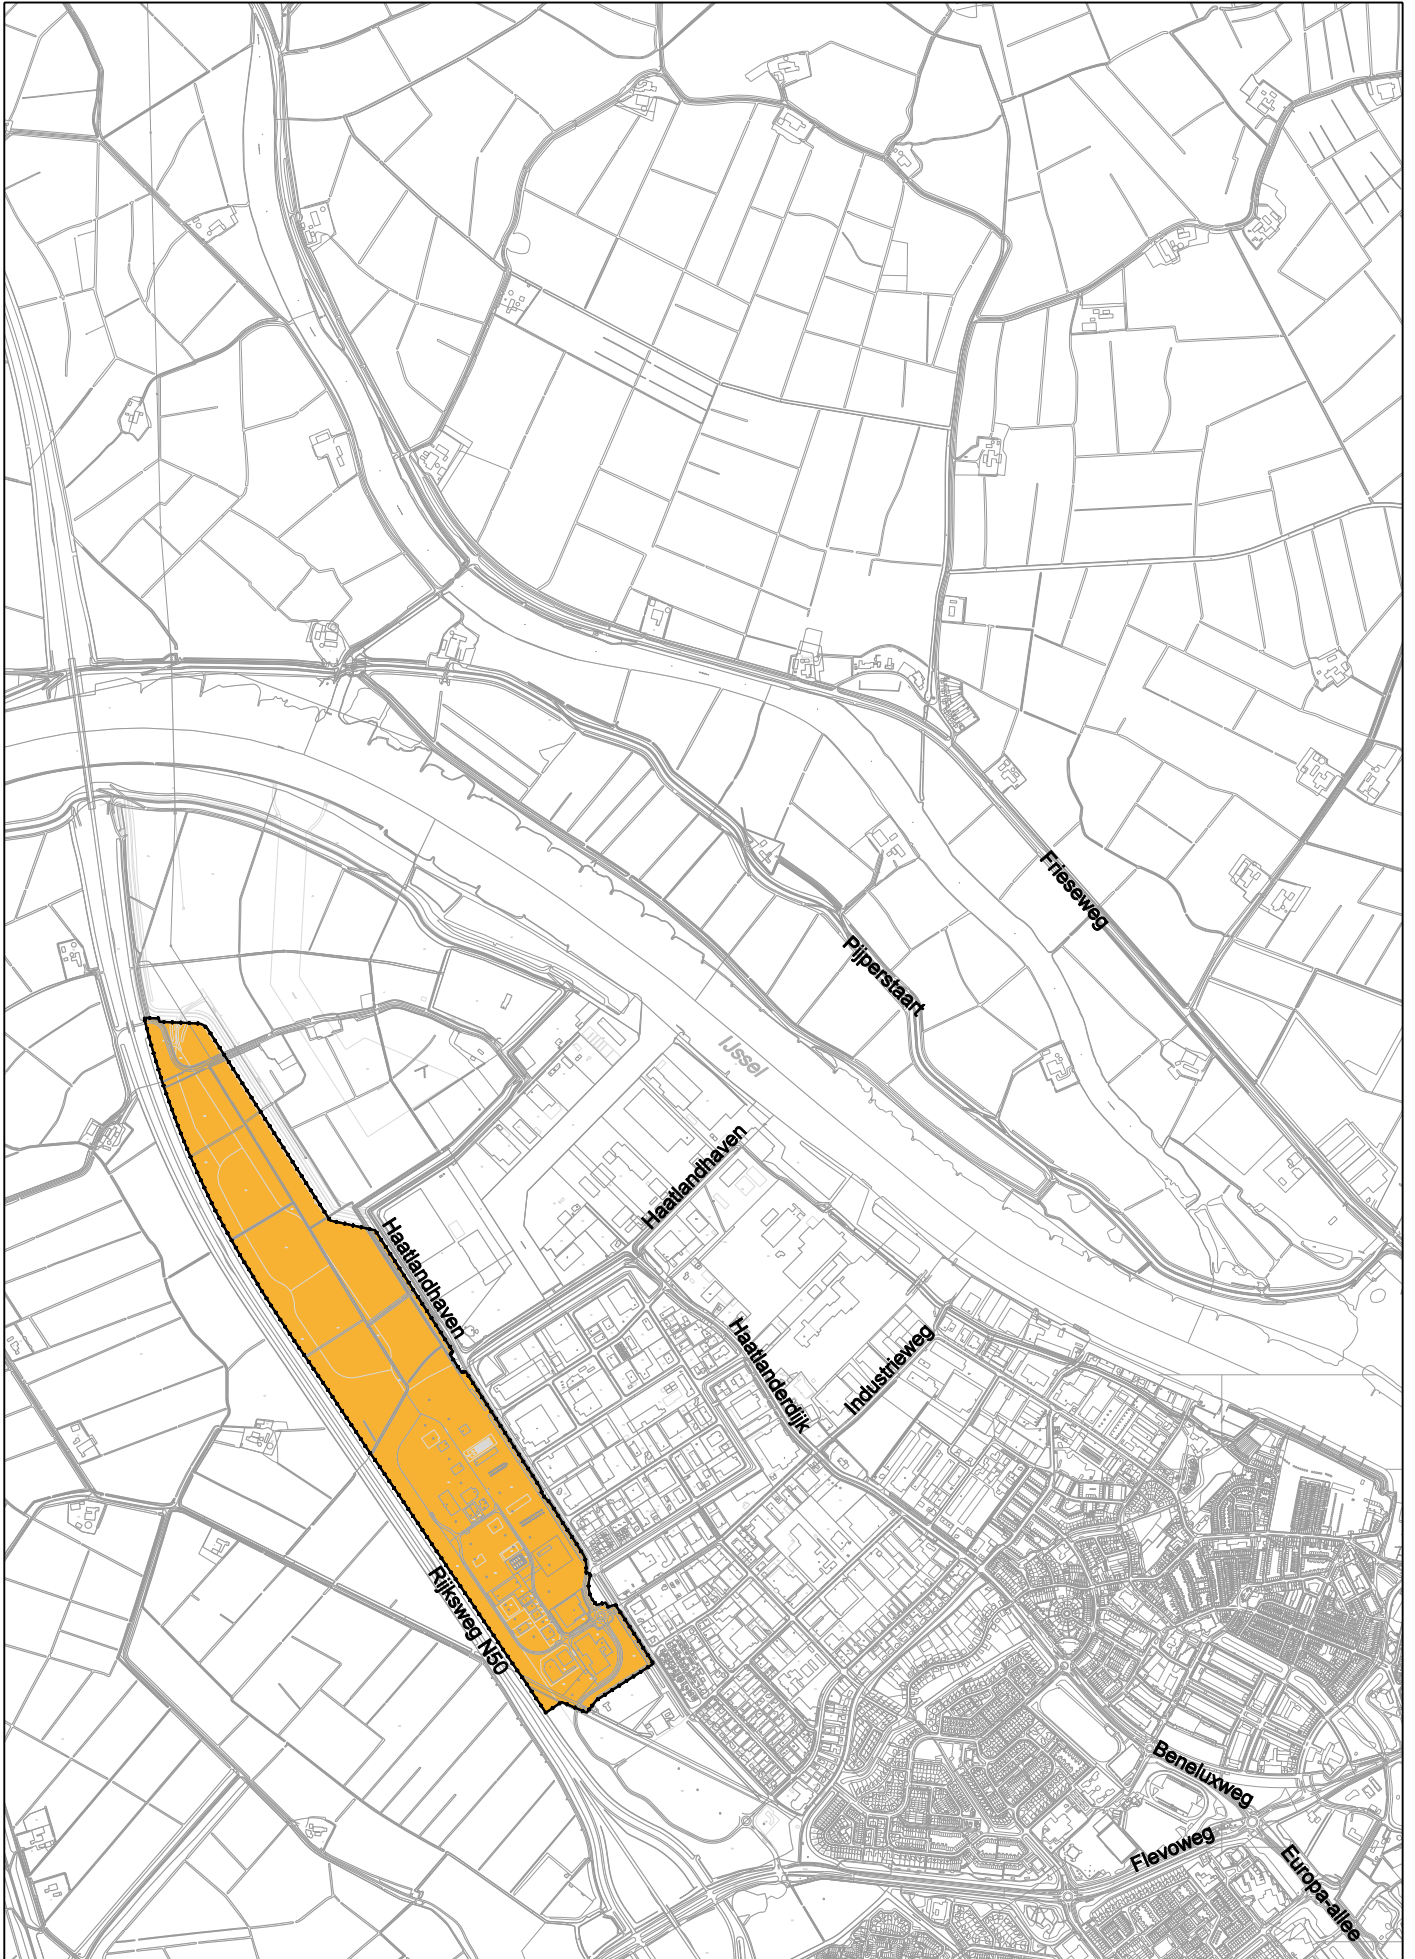 Frieseweg
Pijperstaart
IJssel
Haatlandhaven
Haatlandhaven
Haatlanderdijk
Industrieweg
Rijksweg N50
Beneluxweg
Flevoweg
Europa-allee